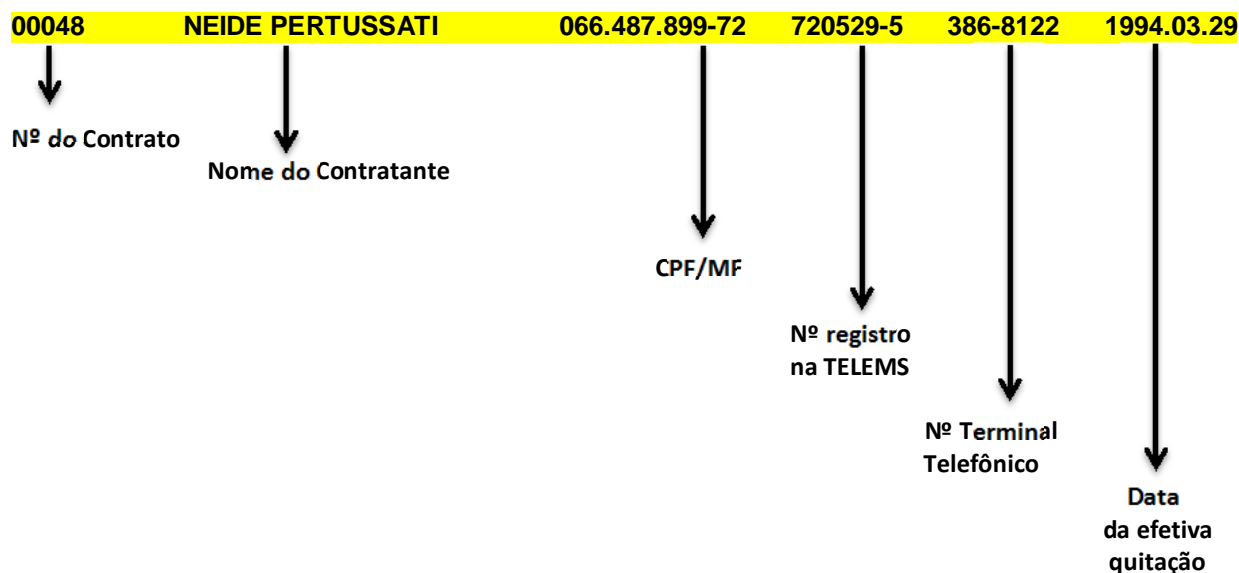 00048 NEIDE PERTUSSATI 066.487.899-72 720529-5 386-8122 1994.03.29
Nº do Contrato
Nome do Contratante
CPF/MF
Nº registro
na TELEMS
Nº Terminal
Telefônico
Data
da efetiva
quitação